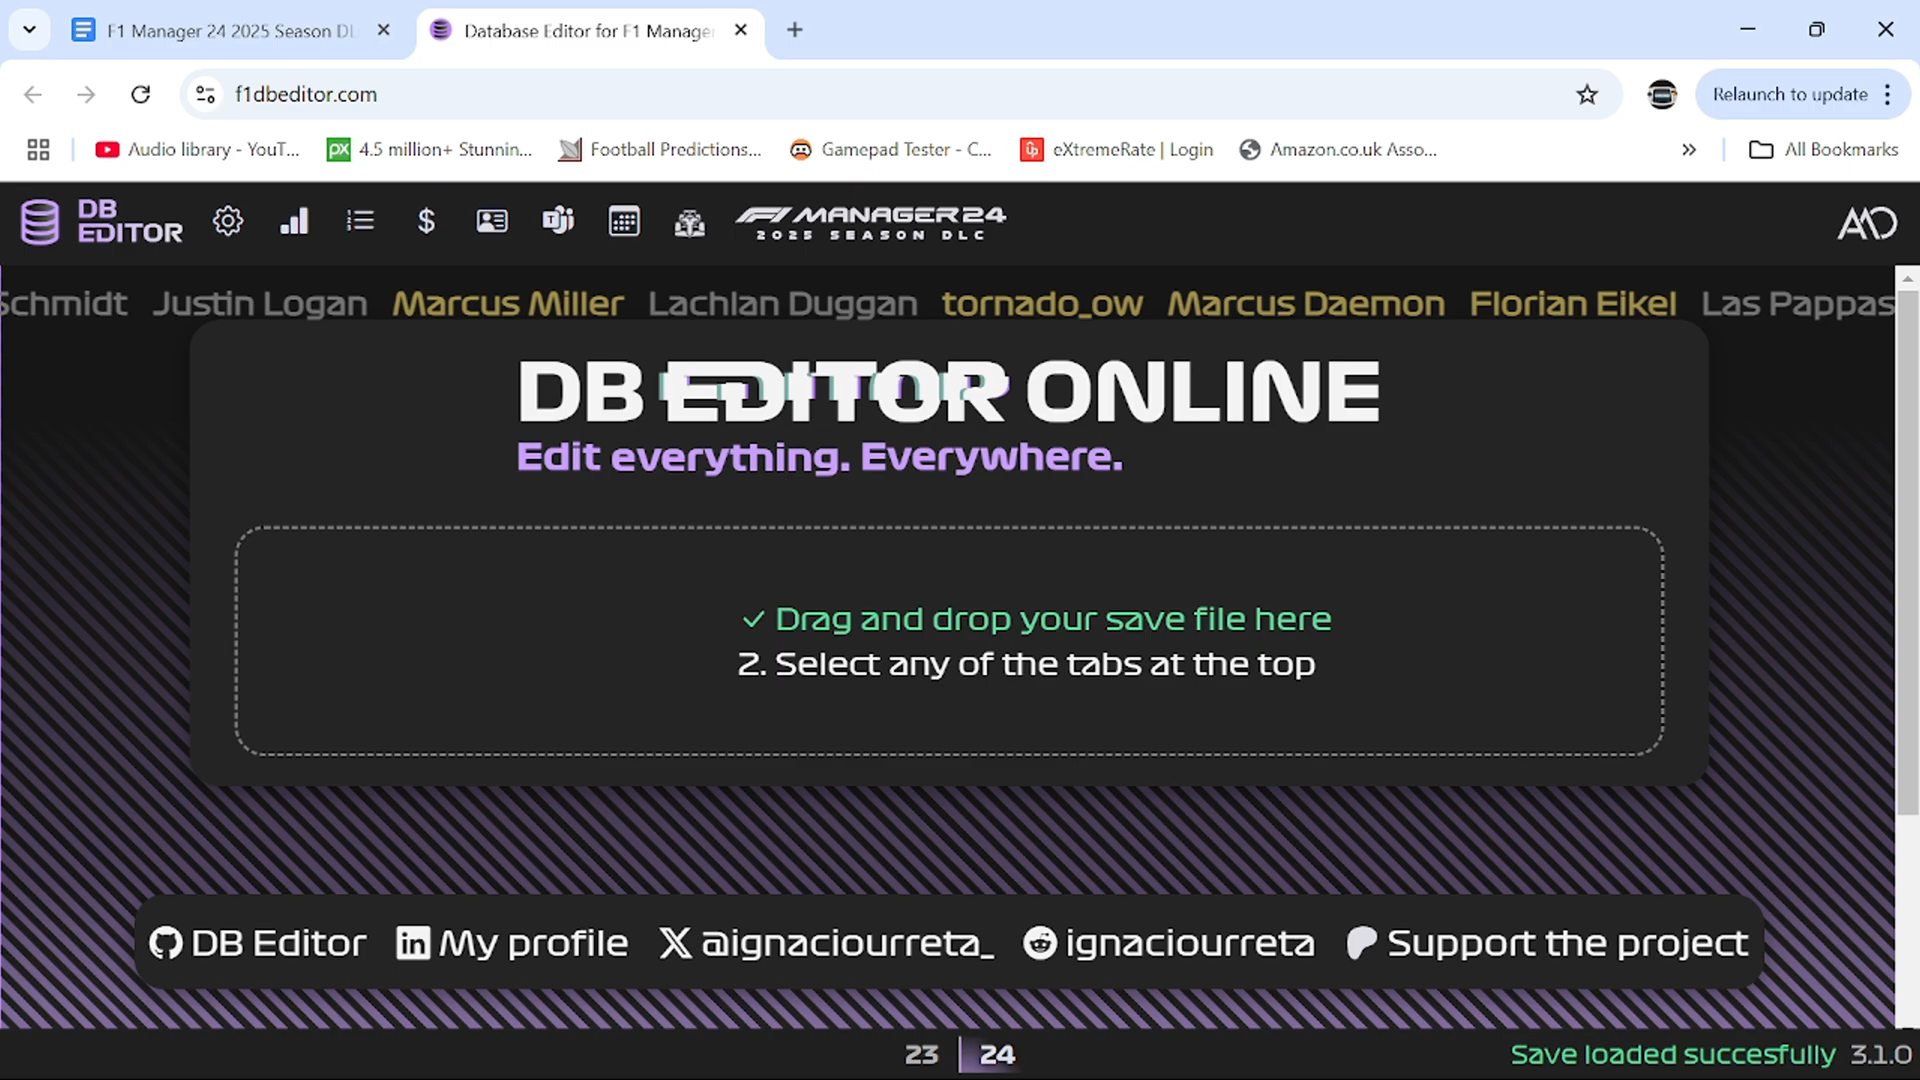 F1 Manager 24 2025 Season DL
Database Editor for F1 Manager
f1dbeditor.com
Relaunch to update
Audio library - YouT...
4.5 million+ Stunnin...
Football Predictions...
Gamepad Tester - C...
eXtremeRate | Login
Amazon.co.uk Asso...
All Bookmarks
DB
EDITOR
F1 MANAGER 24
2025 SEASON DLC
Schmidt Justin Logan Marcus Miller Lachlan Duggan tornado_ow Marcus Daemon Florian Eikel Las Pappas
DB EDITOR ONLINE
Edit everything. Everywhere.
✓ Drag and drop your save file here
2. Select any of the tabs at the top
DB Editor
My profile
@ignaciourreta_
ignaciourreta
Support the project
23 24
Save loaded succesfully 3.1.0